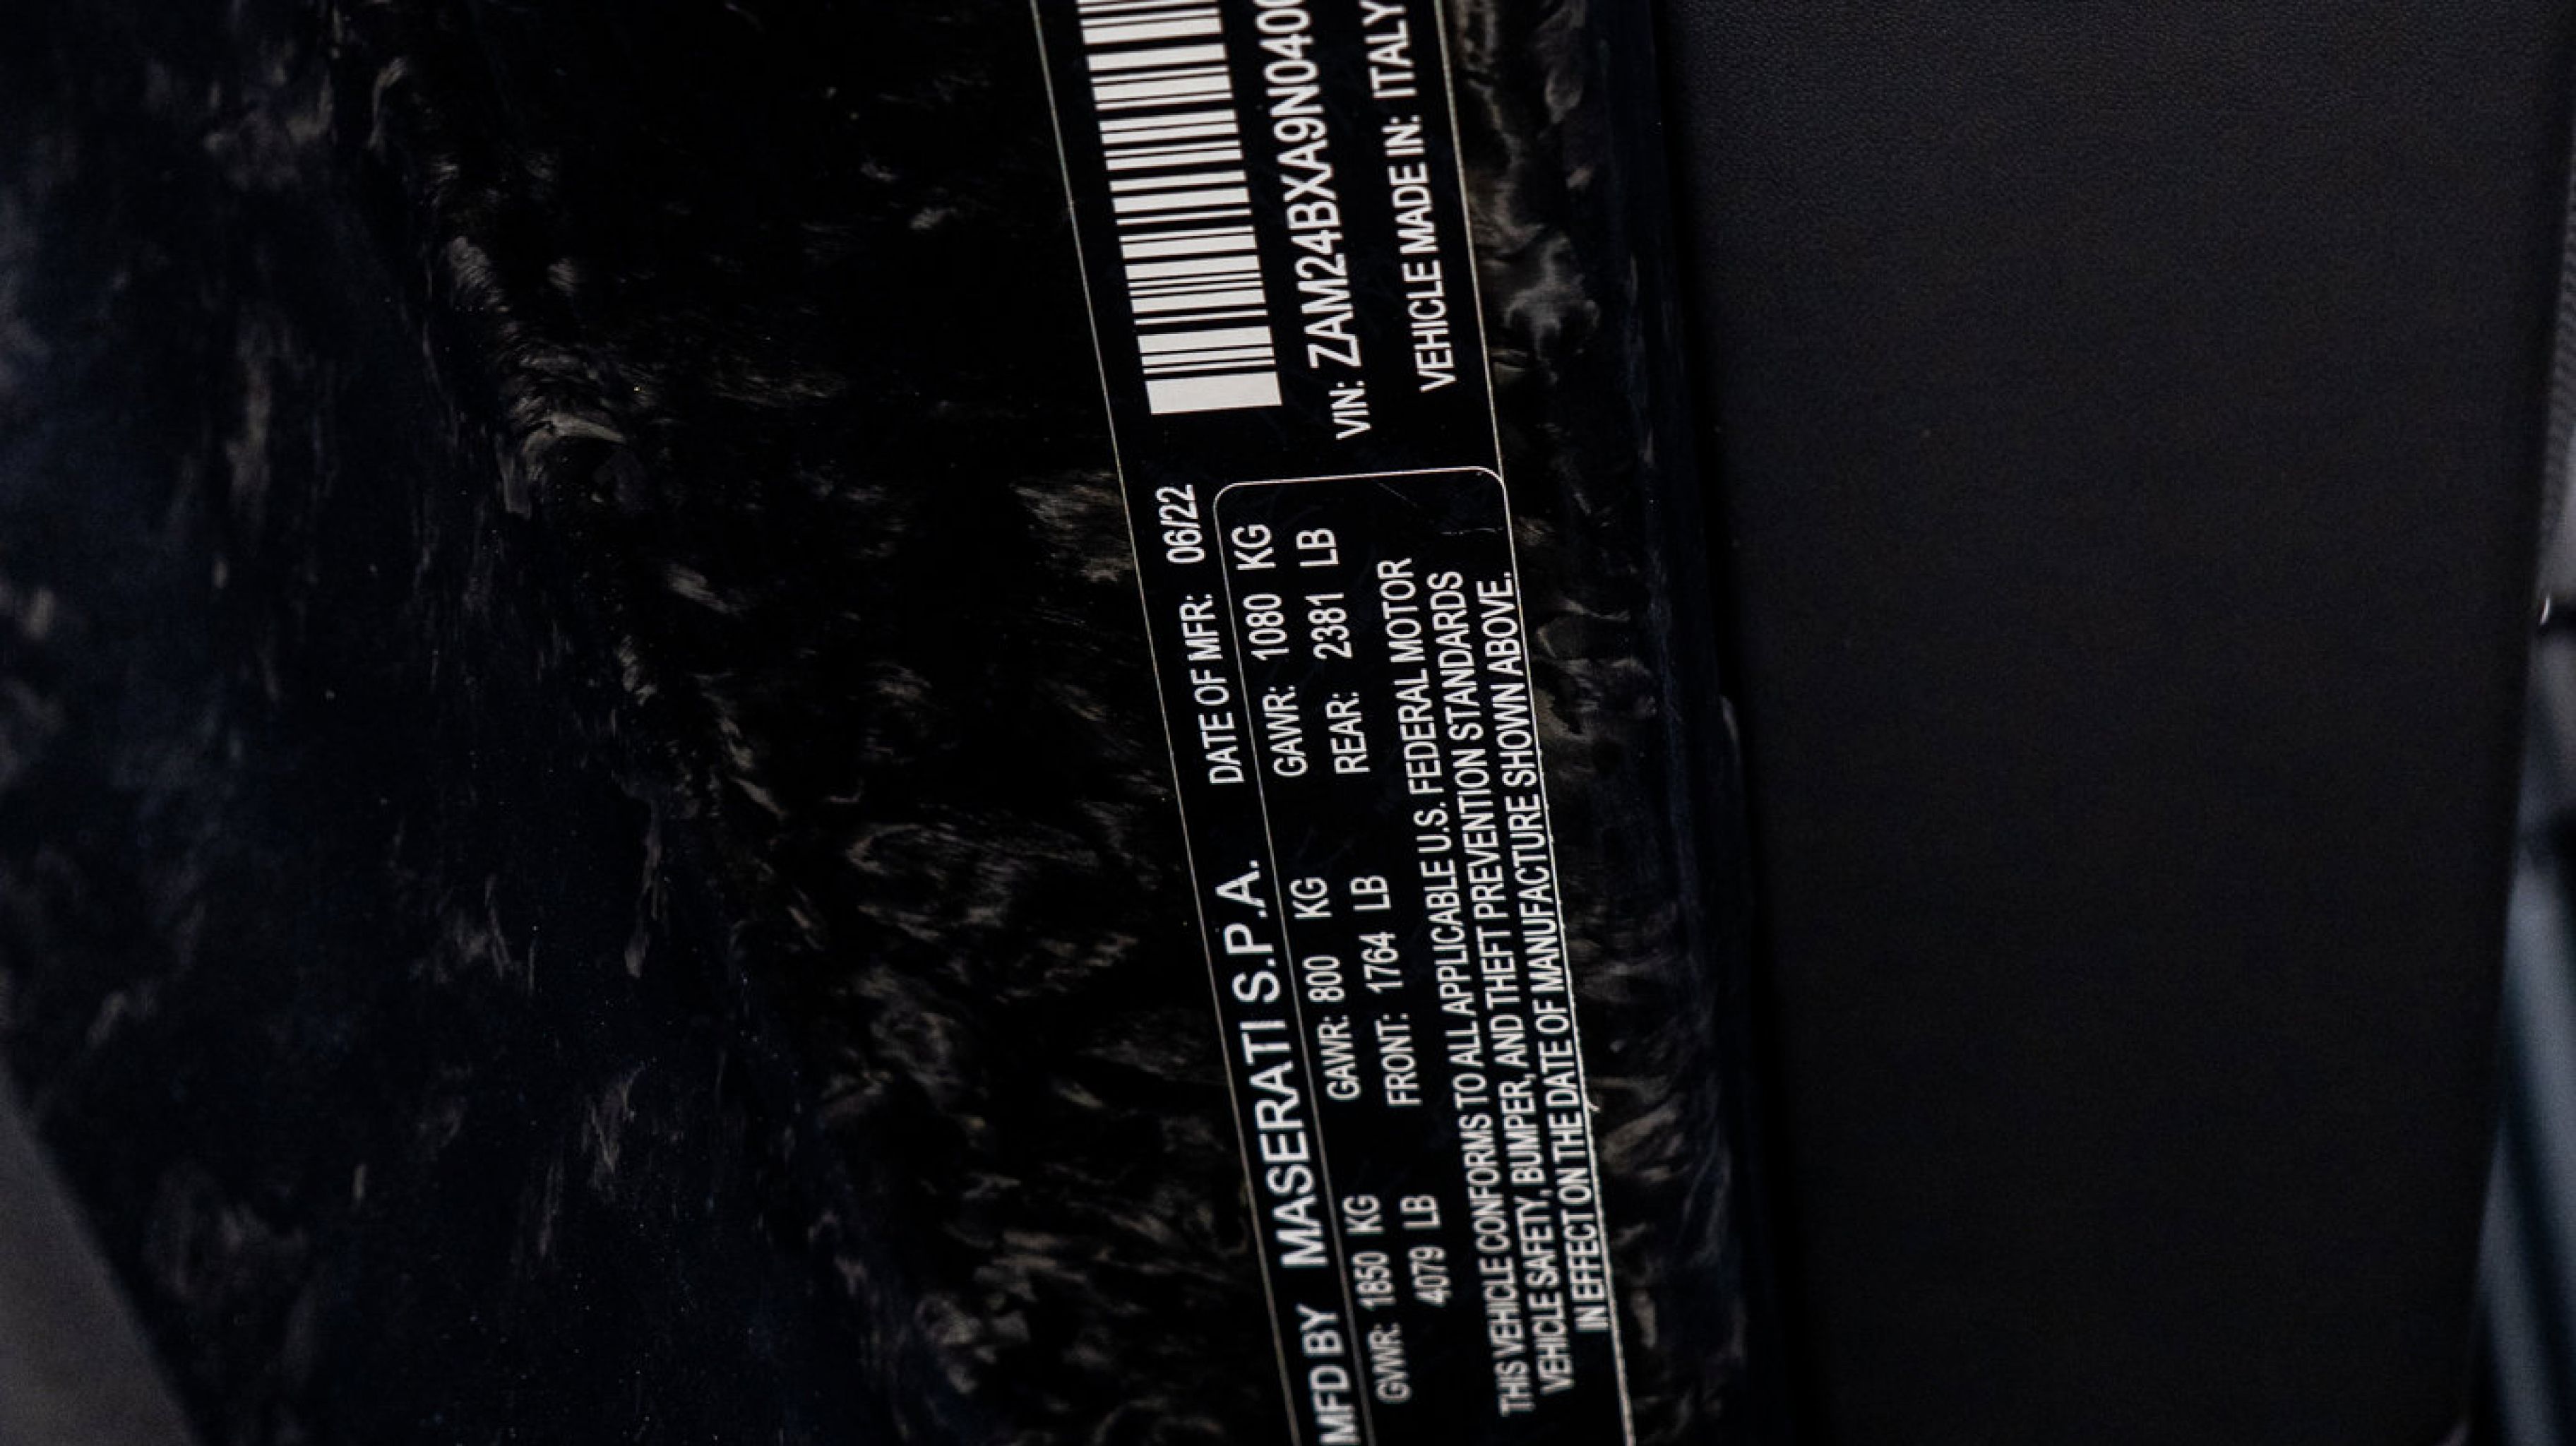 MFD BY MASERATI S.P.A. DATE OF MFR: 06/22
GVWR: 1850 KG GAWR: 800 KG GAWR: 1080 KG
4079 LB FRONT: 1764 LB REAR: 2381 LB
THIS VEHICLE CONFORMS TO ALL APPLICABLE U.S. FEDERAL MOTOR
VEHICLE SAFETY, BUMPER, AND THEFT PREVENTION STANDARDS
IN EFFECT ON THE DATE OF MANUFACTURE SHOWN ABOVE.
VIN: ZAM24BXA9N0400
VEHICLE MADE IN: ITALY